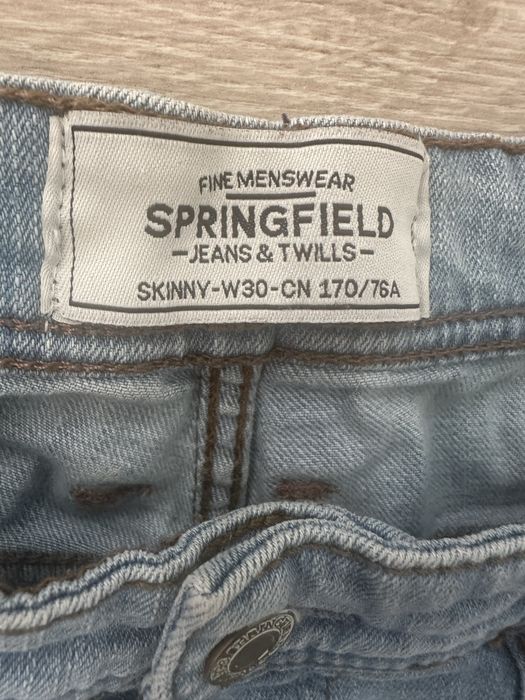 FINE MENSWEAR
SPRINGFIELD
-JEANS & TWILLS-
SKINNY-W30-CN 170/76A